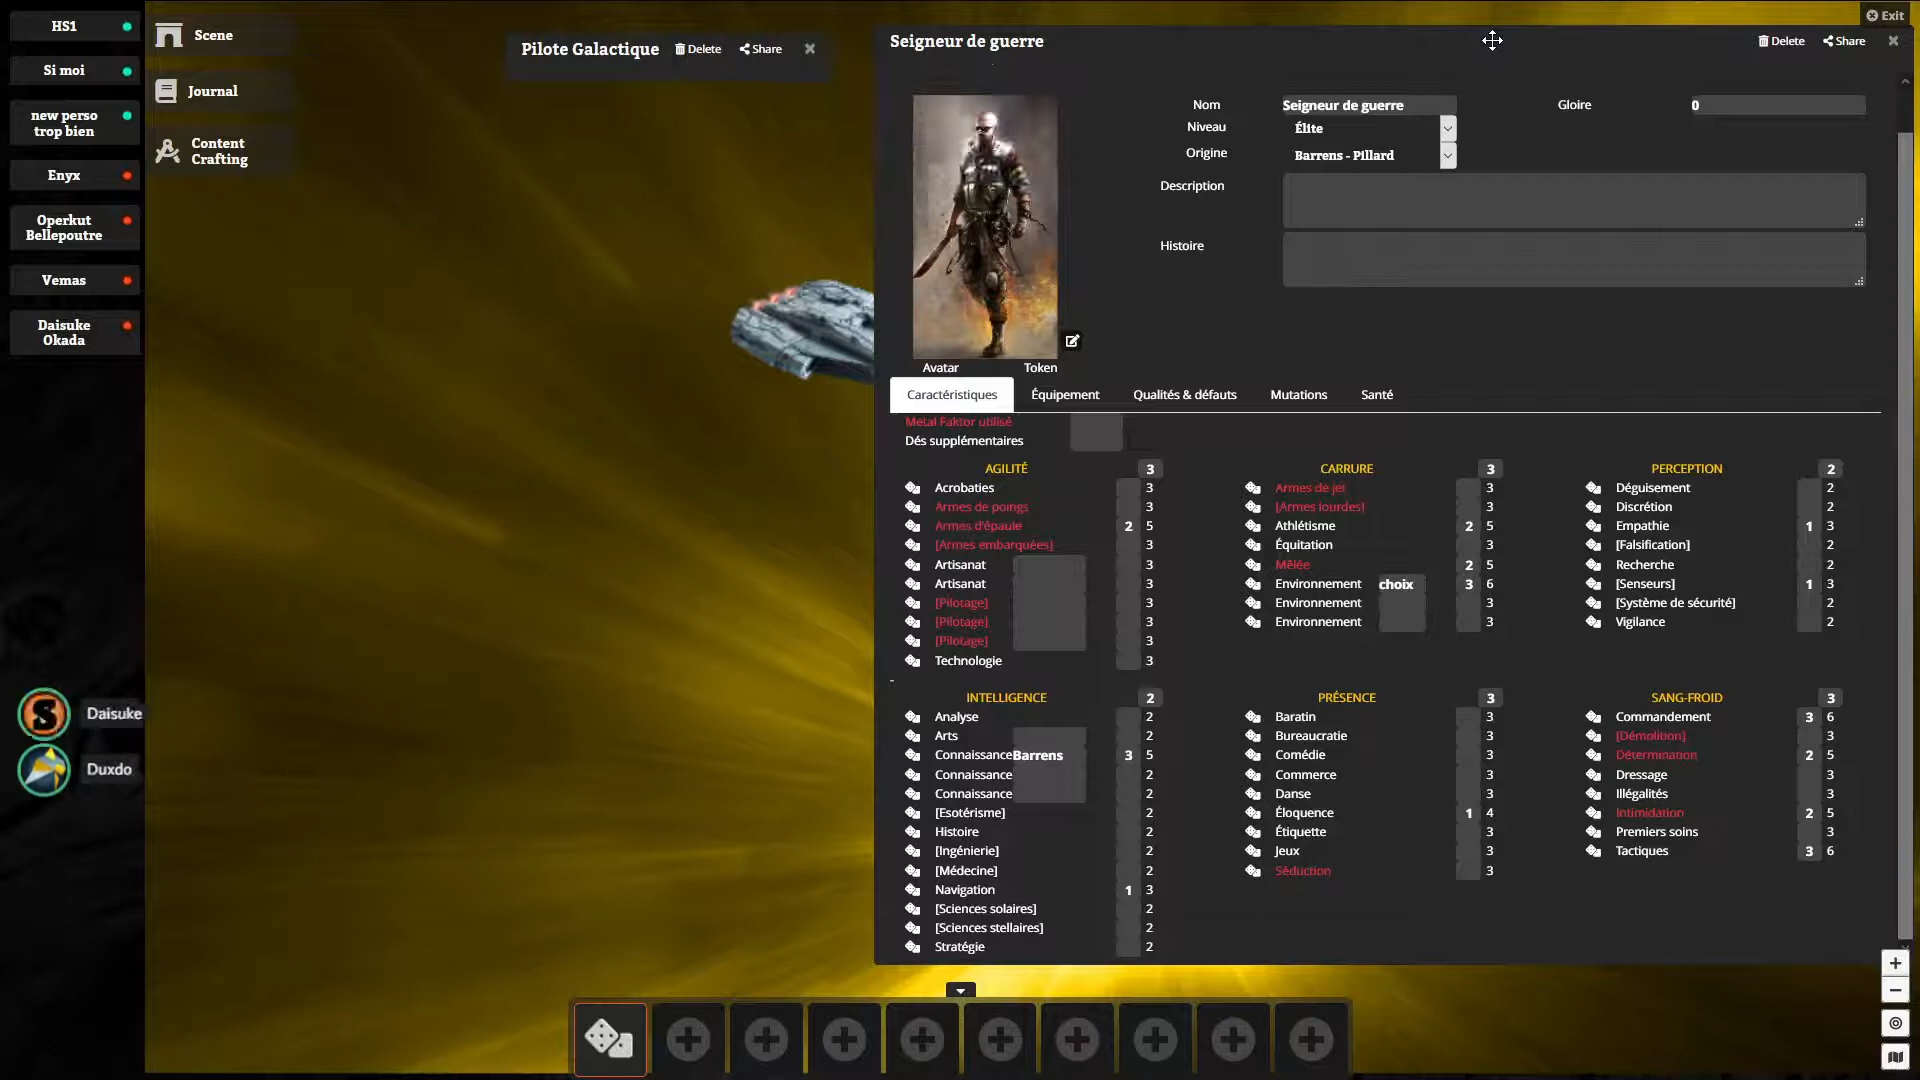 HS1
Si moi
new perso
trop bien
Enyx
Operkut
Bellepoutre
Vemas
Daisuke
Okada
Daisuke
Duxdo
Scene
Journal
Content
Crafting
Pilote Galactique Delete Share
Exit
Seigneur de guerre Delete Share
Nom Seigneur de guerre Gloire 0
Niveau Élite
Origine Barrens - Pillard
Description
Histoire
Avatar Token
Caractéristiques Équipement Qualités & défauts Mutations Santé
Metal Faktor utilisé
Dés supplémentaires
AGILITÉ 3
Acrobaties 3
Armes de poings 3
Armes d'épaule 2 5
[Armes embarquées] 3
Artisanat 3
Artisanat 3
[Pilotage] 3
[Pilotage] 3
[Pilotage] 3
Technologie 3
CARRURE 3
Armes de jet 3
[Armes lourdes] 3
Athlétisme 2 5
Équitation 3
Mêlée 2 5
Environnement choix 3 6
Environnement 3
Environnement 3
PERCEPTION 2
Déguisement 2
Discrétion 2
Empathie 1 3
[Falsification] 2
Recherche 2
[Senseurs] 1 3
[Système de sécurité] 2
Vigilance 2
-
INTELLIGENCE 2
Analyse 2
Arts 2
Connaissance Barrens 3 5
Connaissance 2
Connaissance 2
[Esotérisme] 2
Histoire 2
[Ingénierie] 2
[Médecine] 2
Navigation 1 3
[Sciences solaires] 2
[Sciences stellaires] 2
Stratégie 2
PRÉSENCE 3
Baratin 3
Bureaucratie 3
Comédie 3
Commerce 3
Danse 3
Éloquence 1 4
Étiquette 3
Jeux 3
Séduction 3
SANG-FROID 3
Commandement 3 6
[Démolition] 3
Détermination 2 5
Dressage 3
Illégalités 3
Intimidation 2 5
Premiers soins 3
Tactiques 3 6